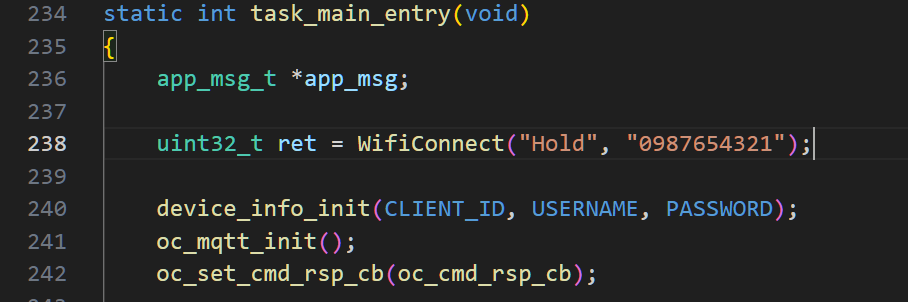 234 static int task_main_entry(void)
235 {
236 app_msg_t *app_msg;
237
238 uint32_t ret = WifiConnect("Hold", "0987654321");
239
240 device_info_init(CLIENT_ID, USERNAME, PASSWORD);
241 oc_mqtt_init();
242 oc_set_cmd_rsp_cb(oc_cmd_rsp_cb);